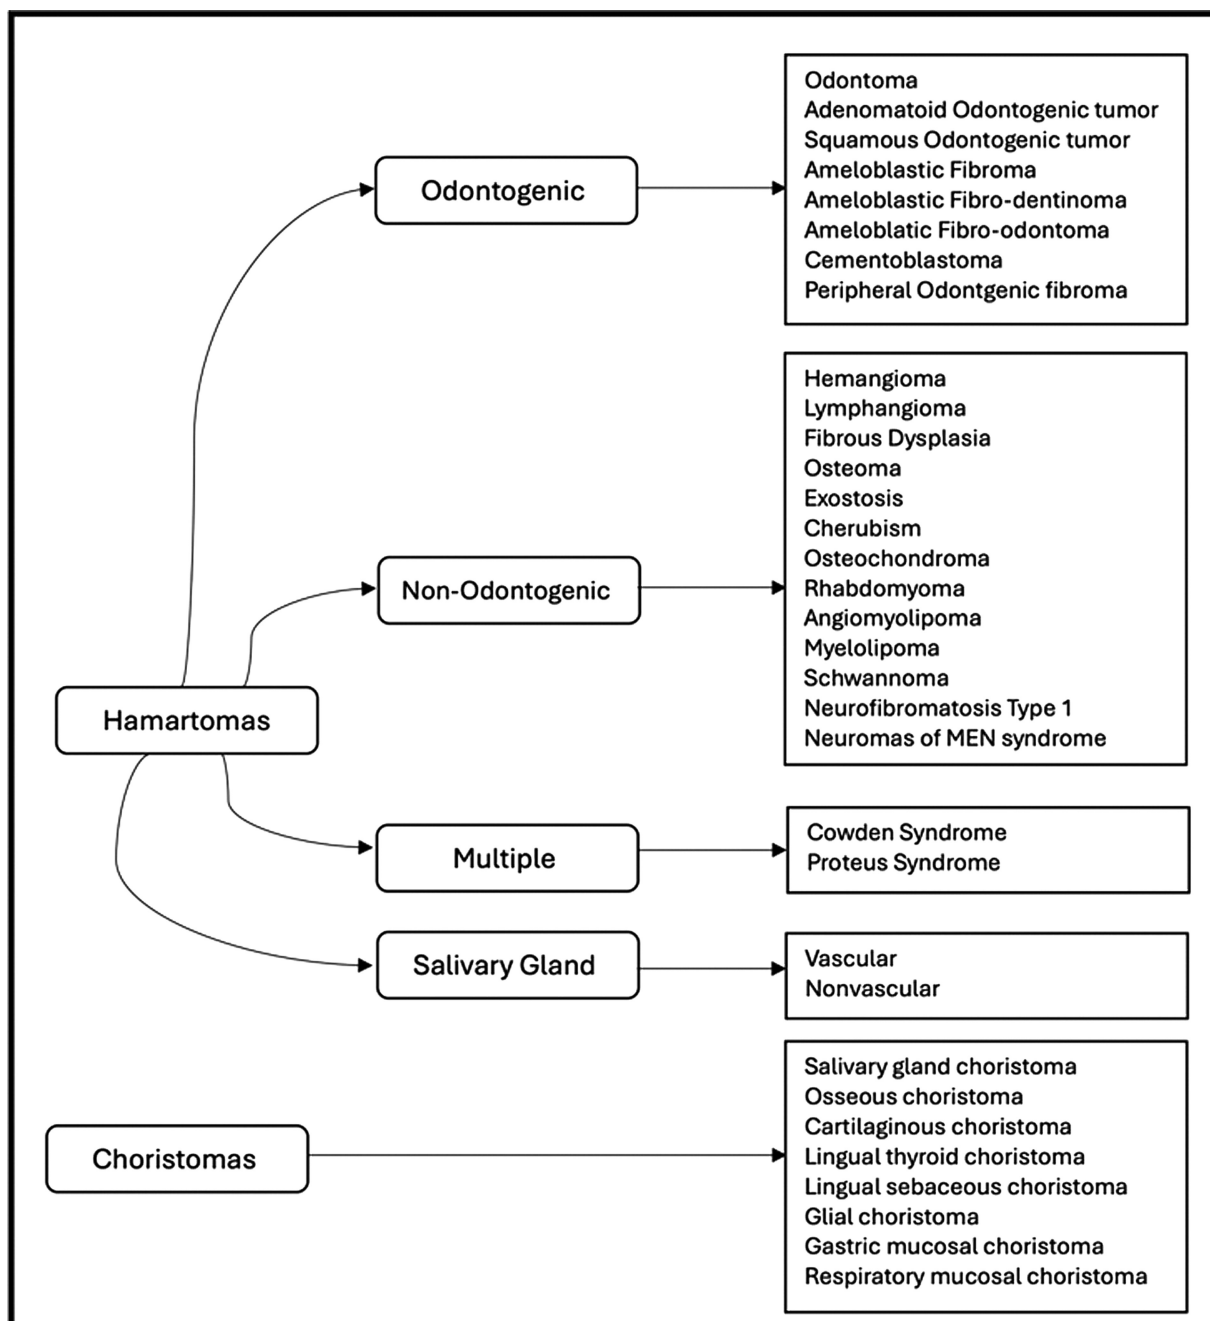 Odontogenic
Odontoma
Adenomatoid Odontogenic tumor
Squamous Odontogenic tumor
Ameloblastic Fibroma
Ameloblastic Fibro-dentinoma
Ameloblatic Fibro-odontoma
Cementoblastoma
Peripheral Odontgenic fibroma
Non-Odontogenic
Hemangioma
Lymphangioma
Fibrous Dysplasia
Osteoma
Exostosis
Cherubism
Osteochondroma
Rhabdomyoma
Angiomyolipoma
Myelolipoma
Schwannoma
Neurofibromatosis Type 1
Neuromas of MEN syndrome
Hamartomas
Multiple
Cowden Syndrome
Proteus Syndrome
Salivary Gland
Vascular
Nonvascular
Choristomas
Salivary gland choristoma
Osseous choristoma
Cartilaginous choristoma
Lingual thyroid choristoma
Lingual sebaceous choristoma
Glial choristoma
Gastric mucosal choristoma
Respiratory mucosal choristoma